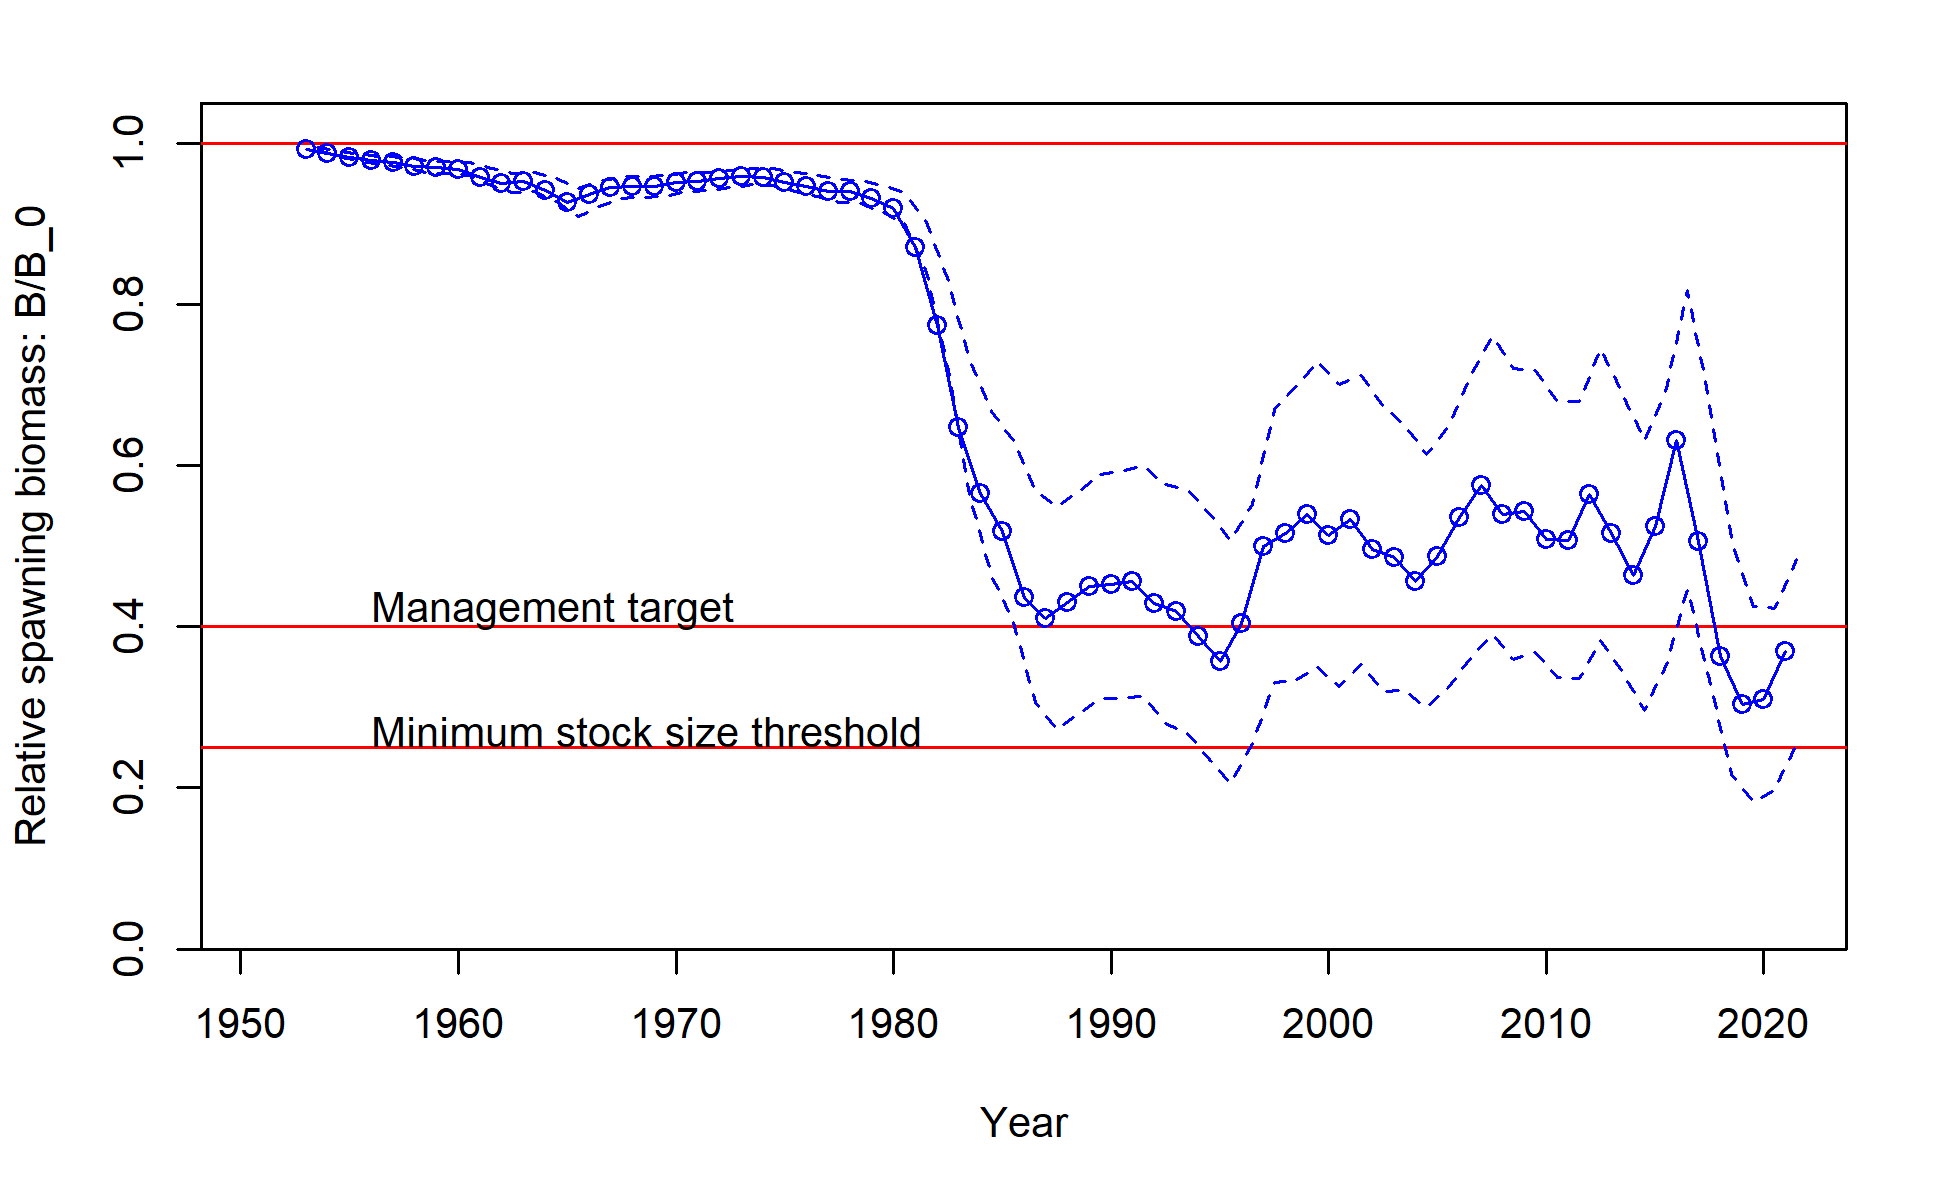 Relative spawning biomass: B/B_0
1.0
0.8
0.6
0.4
0.2
0.0
Management target
Minimum stock size threshold
1950 1960 1970 1980 1990 2000 2010 2020
Year